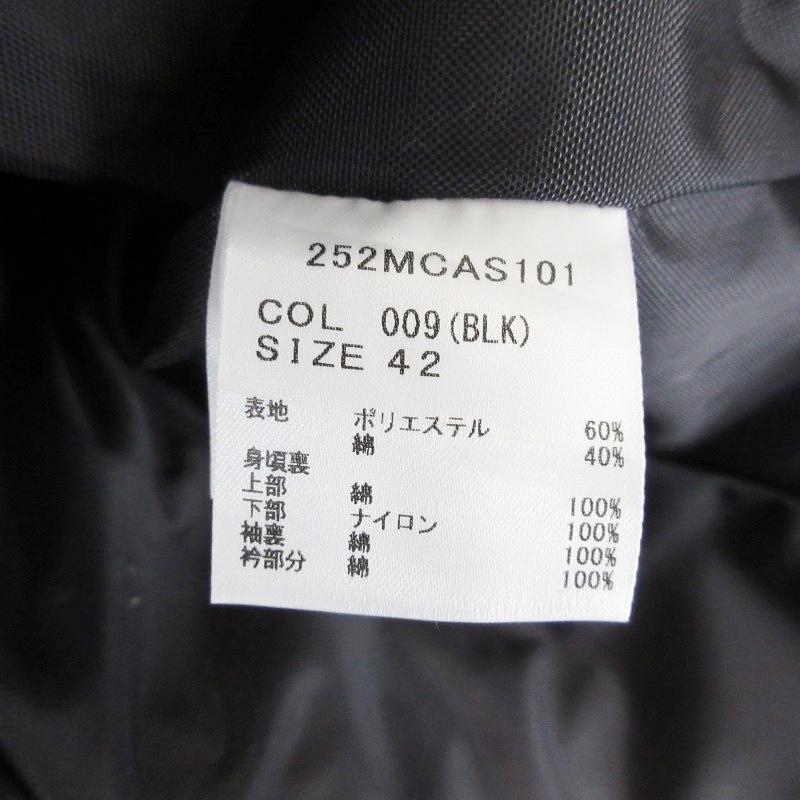 252MCAS101
COL 009(BLK)
SIZE 42
表地 ポリエステル 60%
綿 40%
身頃裏
上部 綿 100%
下部 ナイロン 100%
袖裏 綿 100%
衿部分 綿 100%